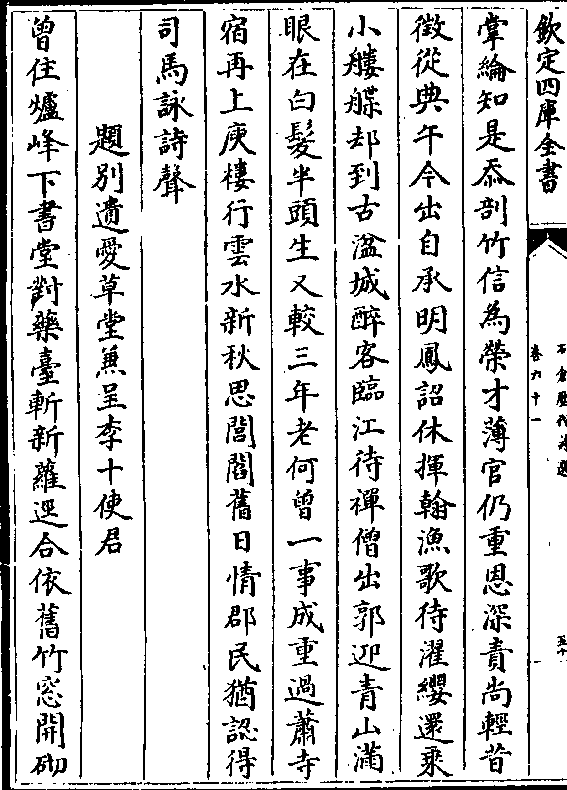 欽定四庫全書
石倉歷代詩選
卷六十一
五十一
掌綸知是忝剖竹信為榮才薄官仍重恩深責尚輕昔
徴從典午今出自承明鳳詔休揮翰漁歌待濯纓還乗
小艛艓却到古湓城醉客臨江待禪僧出郭迎青山滿
眼在白髮半頭生又較三年老何曾一事成重過蕭寺
宿再上庾樓行雲水新秋思閭閻舊日情郡民猶認得
司馬詠詩聲
題别遺愛草堂兼呈李十使君
曾住爐峰下書堂對藥臺斬新蘿逕合依舊竹窓開砌